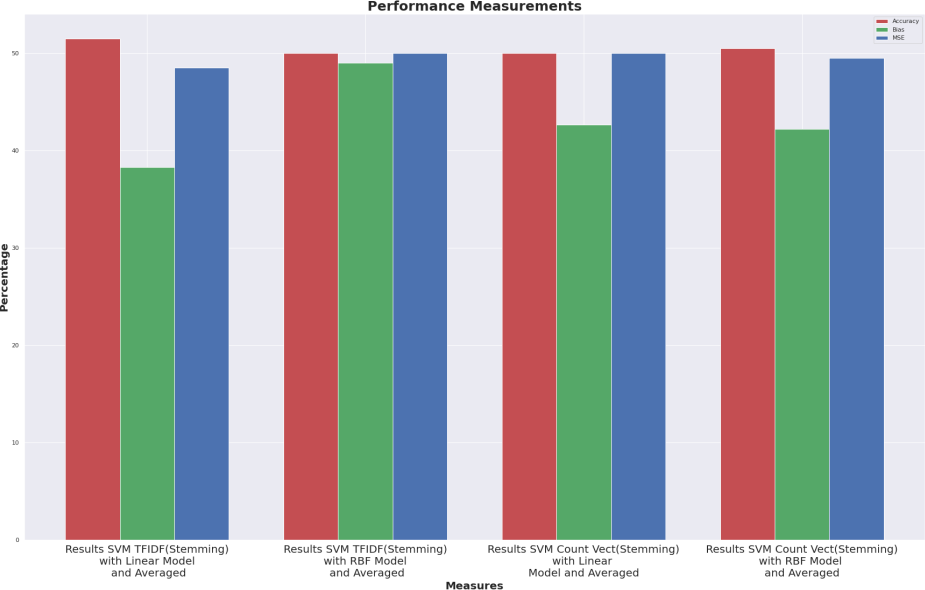 Performance Measurements
Accuracy
Bias
MSE
50
40
30
20
10
0
Percentage
Results SVM TFIDF(Stemming)
with Linear Model
and Averaged
Results SVM TFIDF(Stemming)
with RBF Model
and Averaged
Results SVM Count Vect(Stemming)
with Linear
Model and Averaged
Results SVM Count Vect(Stemming)
with RBF Model
and Averaged
Measures